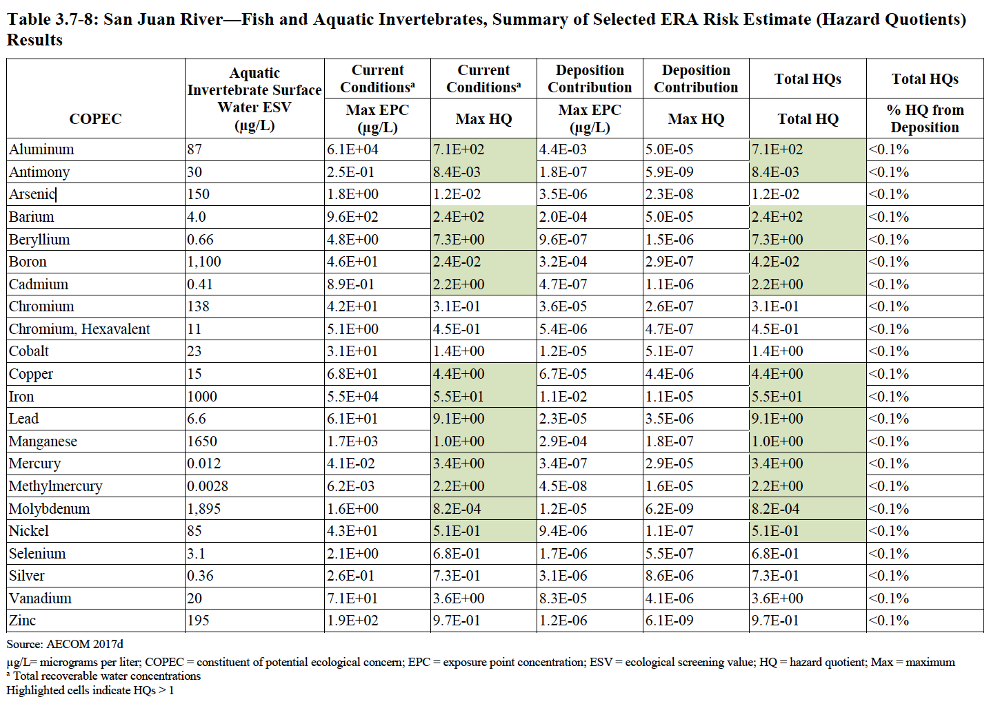 Table 3.7-8: San Juan River—Fish and Aquatic Invertebrates, Summary of Selected ERA Risk Estimate (Hazard Quotients)
Results
COPEC | Aquatic Invertebrate Surface Water ESV (µg/L) | Current Conditionsᵃ | Current Conditionsᵃ | Deposition Contribution | Deposition Contribution | Total HQs | Total HQs
Max EPC (µg/L) | Max HQ | Max EPC (µg/L) | Max HQ | Total HQ | % HQ from Deposition
Aluminum | 87 | 6.1E+04 | 7.1E+02 | 4.4E-03 | 5.0E-05 | 7.1E+02 | <0.1%
Antimony | 30 | 2.5E-01 | 8.4E-03 | 1.8E-07 | 5.9E-09 | 8.4E-03 | <0.1%
Arsenic | 150 | 1.8E+00 | 1.2E-02 | 3.5E-06 | 2.3E-08 | 1.2E-02 | <0.1%
Barium | 4.0 | 9.6E+02 | 2.4E+02 | 2.0E-04 | 5.0E-05 | 2.4E+02 | <0.1%
Beryllium | 0.66 | 4.8E+00 | 7.3E+00 | 9.6E-07 | 1.5E-06 | 7.3E+00 | <0.1%
Boron | 1,100 | 4.6E+01 | 2.4E-02 | 3.2E-04 | 2.9E-07 | 4.2E-02 | <0.1%
Cadmium | 0.41 | 8.9E-01 | 2.2E+00 | 4.7E-07 | 1.1E-06 | 2.2E+00 | <0.1%
Chromium | 138 | 4.2E+01 | 3.1E-01 | 3.6E-05 | 2.6E-07 | 3.1E-01 | <0.1%
Chromium, Hexavalent | 11 | 5.1E+00 | 4.5E-01 | 5.4E-06 | 4.7E-07 | 4.5E-01 | <0.1%
Cobalt | 23 | 3.1E+01 | 1.4E+00 | 1.2E-05 | 5.1E-07 | 1.4E+00 | <0.1%
Copper | 15 | 6.8E+01 | 4.4E+00 | 6.7E-05 | 4.4E-06 | 4.4E+00 | <0.1%
Iron | 1000 | 5.5E+04 | 5.5E+01 | 1.1E-02 | 1.1E-05 | 5.5E+01 | <0.1%
Lead | 6.6 | 6.1E+01 | 9.1E+00 | 2.3E-05 | 3.5E-06 | 9.1E+00 | <0.1%
Manganese | 1650 | 1.7E+03 | 1.0E+00 | 2.9E-04 | 1.8E-07 | 1.0E+00 | <0.1%
Mercury | 0.012 | 4.1E-02 | 3.4E+00 | 3.4E-07 | 2.9E-05 | 3.4E+00 | <0.1%
Methylmercury | 0.0028 | 6.2E-03 | 2.2E+00 | 4.5E-08 | 1.6E-05 | 2.2E+00 | <0.1%
Molybdenum | 1,895 | 1.6E+00 | 8.2E-04 | 1.2E-05 | 6.2E-09 | 8.2E-04 | <0.1%
Nickel | 85 | 4.3E+01 | 5.1E-01 | 9.4E-06 | 1.1E-07 | 5.1E-01 | <0.1%
Selenium | 3.1 | 2.1E+00 | 6.8E-01 | 1.7E-06 | 5.5E-07 | 6.8E-01 | <0.1%
Silver | 0.36 | 2.6E-01 | 7.3E-01 | 3.1E-06 | 8.6E-06 | 7.3E-01 | <0.1%
Vanadium | 20 | 7.1E+01 | 3.6E+00 | 8.3E-05 | 4.1E-06 | 3.6E+00 | <0.1%
Zinc | 195 | 1.9E+02 | 9.7E-01 | 1.2E-06 | 6.1E-09 | 9.7E-01 | <0.1%
Source: AECOM 2017d
µg/L= micrograms per liter; COPEC = constituent of potential ecological concern; EPC = exposure point concentration; ESV = ecological screening value; HQ = hazard quotient; Max = maximum
ᵃ Total recoverable water concentrations
Highlighted cells indicate HQs > 1